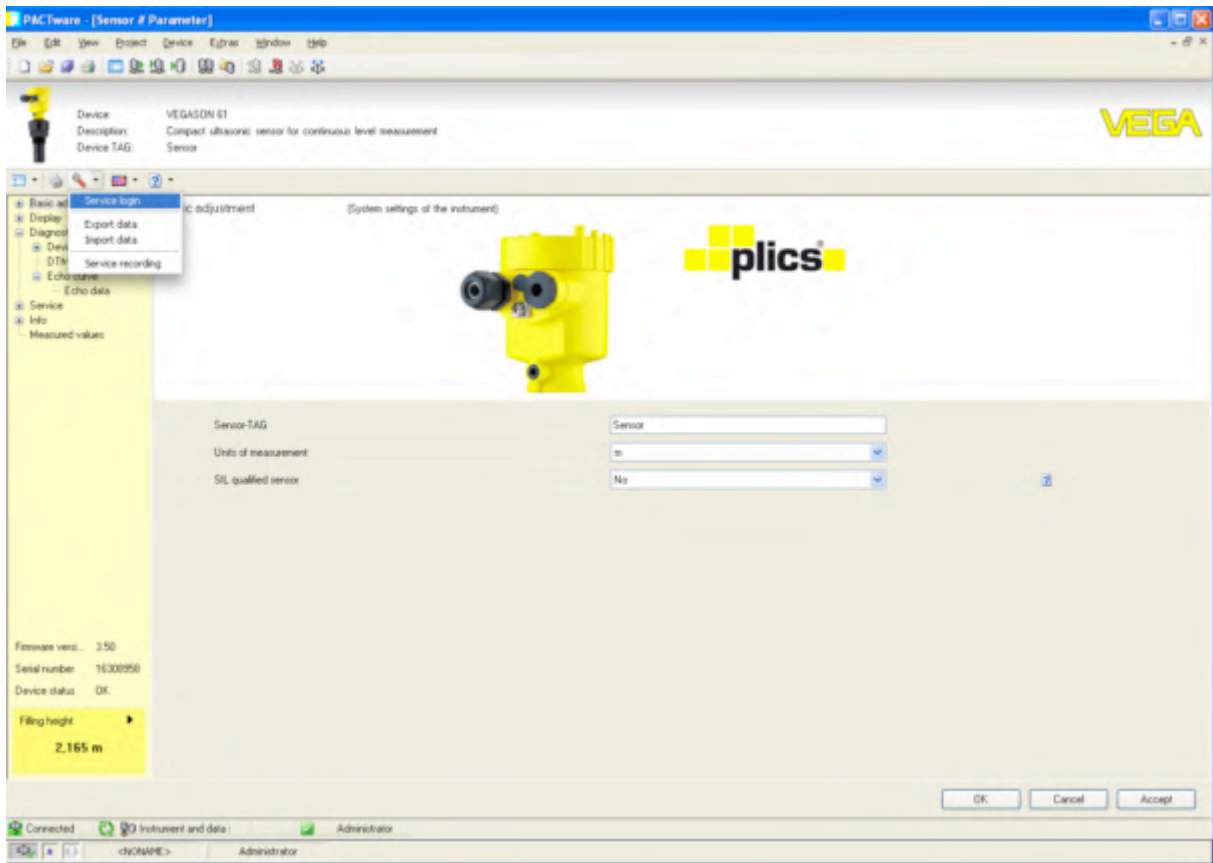 PACTware - [Sensor # Parameter]
File Edit View Project Device Extras Window Help
Device: VEGASON 61
Description: Compact ultrasonic sensor for continuous level measurement
Device TAG: Sensor
VEGA
Basic ad
Service login
ic adjustment (System settings of the instrument)
Display
Export data
Diagnost
Import data
Devi
DTM
Service recording
Echo curve
Echo data
Service
Info
Measured values
plics
Sensor-TAG Sensor
Units of measurement m
SIL qualified sensor No
Firmware vers... 3.50
Serial number 16308958
Device status OK
Filling height
2,165 m
OK Cancel Accept
Connected Instrument and data Administrator
<NONAME> Administrator